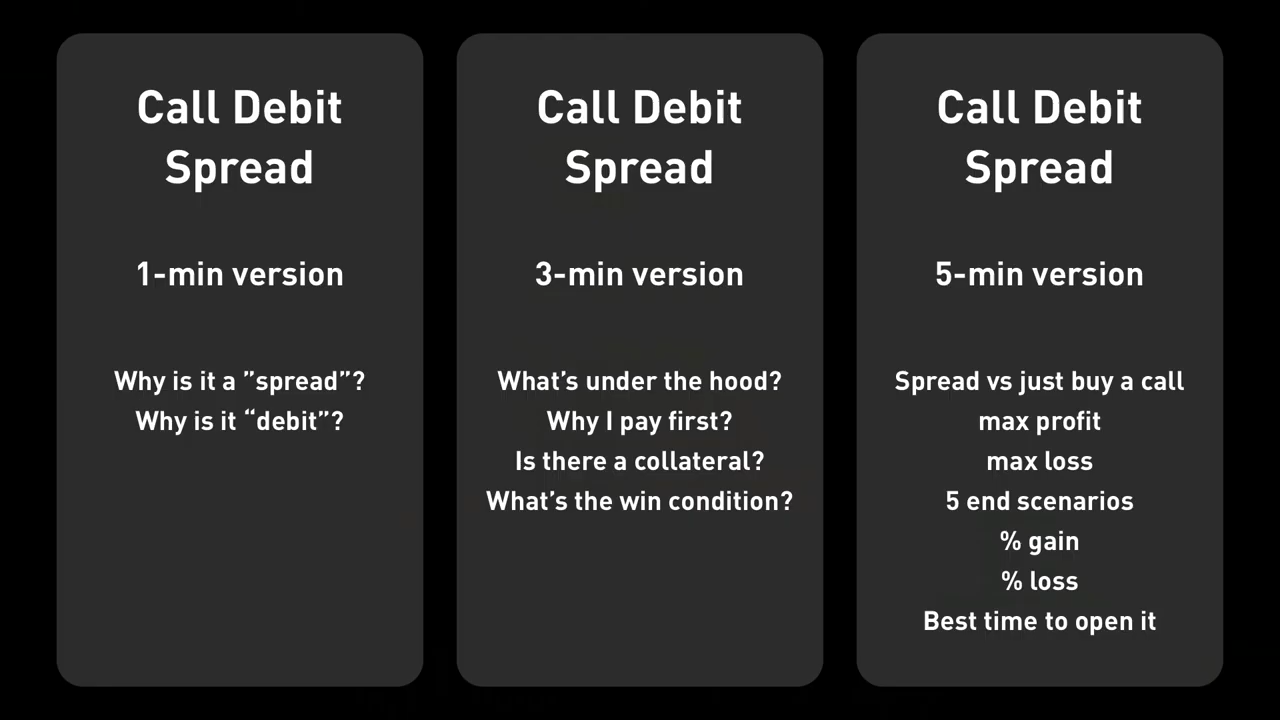 Call Debit
Spread
1-min version
Why is it a ”spread”?
Why is it “debit”?
Call Debit
Spread
3-min version
What’s under the hood?
Why I pay first?
Is there a collateral?
What’s the win condition?
Call Debit
Spread
5-min version
Spread vs just buy a call
max profit
max loss
5 end scenarios
% gain
% loss
Best time to open it